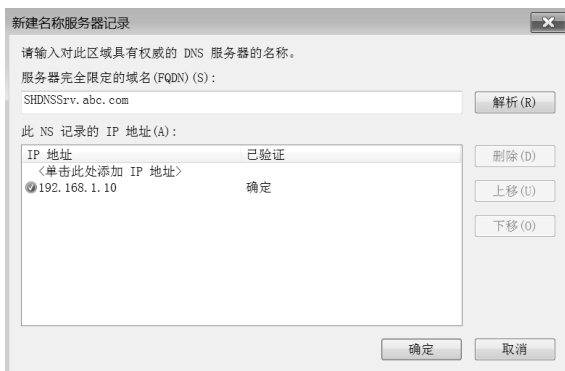 新建名称服务器记录
请输入对此区域具有权威的 DNS 服务器的名称。
服务器完全限定的域名(FQDN)(S):
SHDNSSrv.abc.com
解析(R)
此 NS 记录的 IP 地址(A):
IP 地址 已验证
<单击此处添加 IP 地址>
192.168.1.10 确定
删除(D)
上移(U)
下移(O)
确定 取消